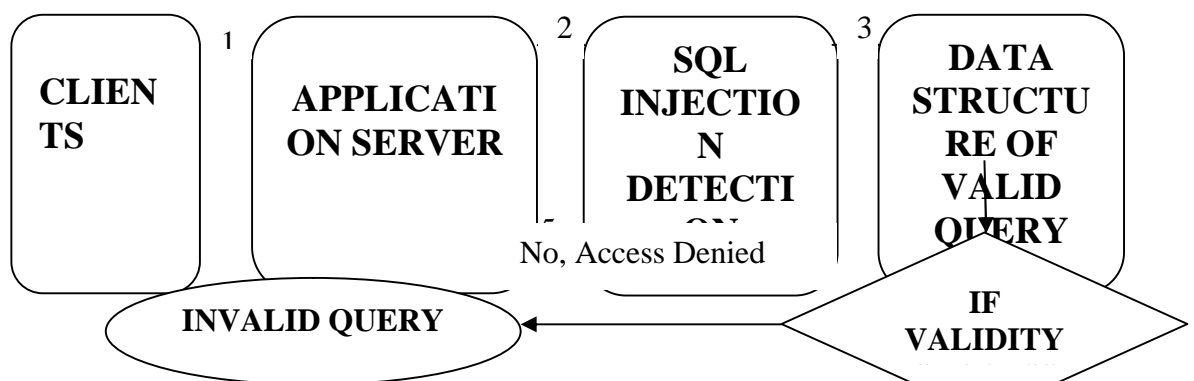 1
2
3
CLIEN
TS
APPLICATI
ON SERVER
SQL
INJECTIO
N
DETECTI
ON
DATA
STRUCTU
RE OF
VALID
QUERY
No, Access Denied
INVALID QUERY
IF
VALIDITY